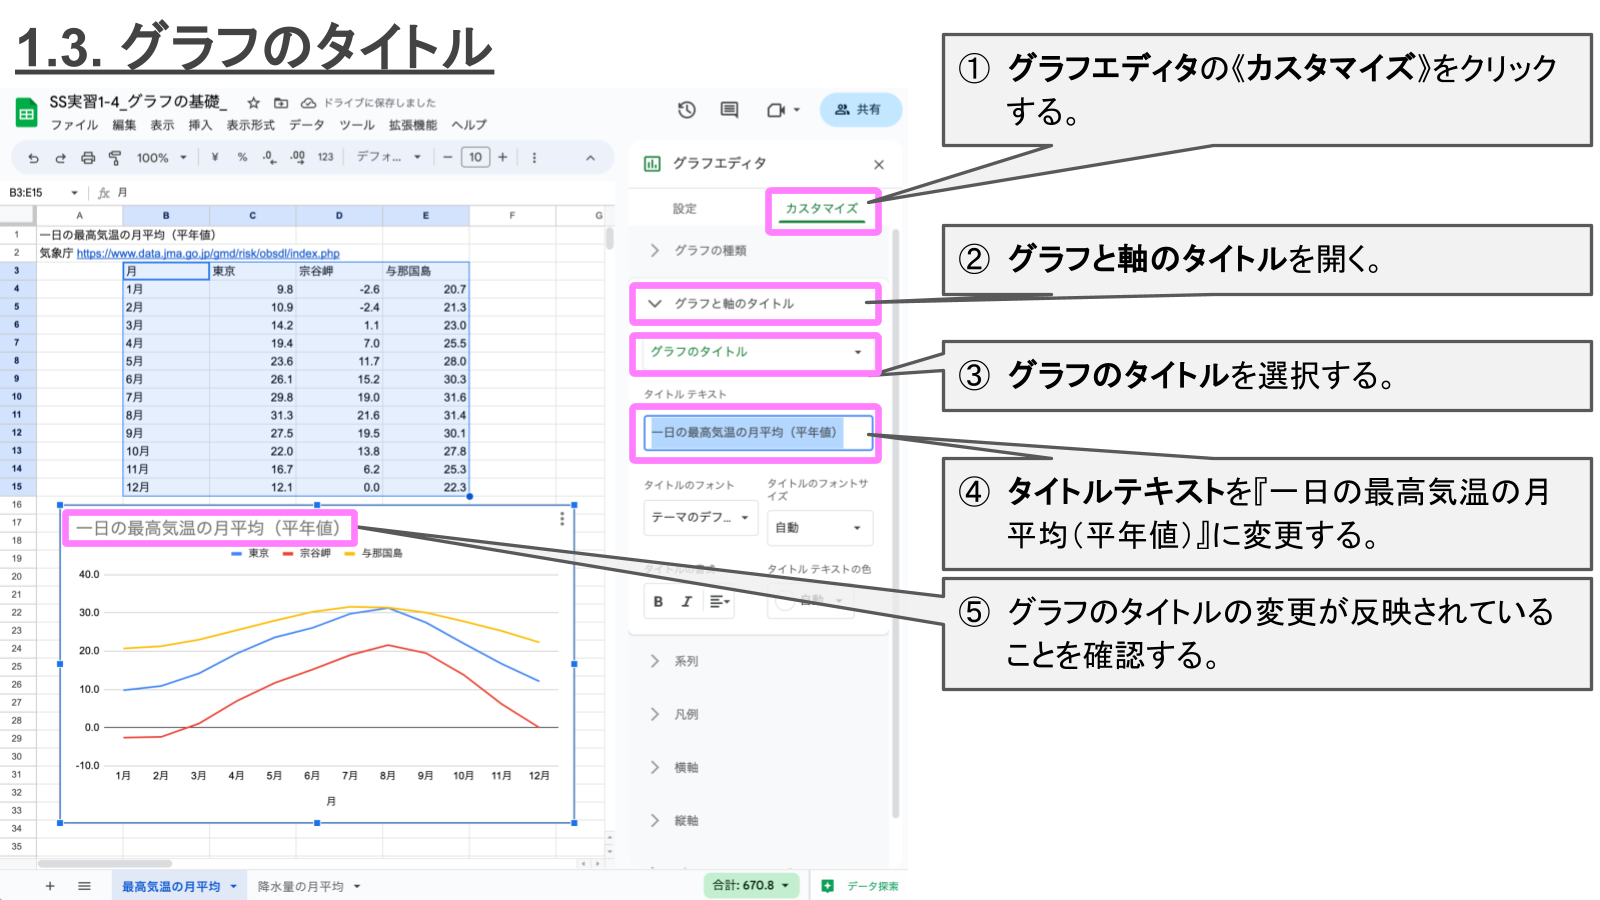 1.3. グラフのタイトル
SS実習1-4_グラフの基礎_ ドライブに保存しました
ファイル 編集 表示 挿入 表示形式 データ ツール 拡張機能 ヘルプ
共有
100% ¥ % .0 .00 123 デフォ... 10
B3:E15 fx 月
A B C D E F G
1 一日の最高気温の月平均（平年値）
2 気象庁 https://www.data.jma.go.jp/gmd/risk/obsdl/index.php
3 月 東京 宗谷岬 与那国島
4 1月 9.8 -2.6 20.7
5 2月 10.9 -2.4 21.3
6 3月 14.2 1.1 23.0
7 4月 19.4 7.0 25.5
8 5月 23.6 11.7 28.0
9 6月 26.1 15.2 30.3
10 7月 29.8 19.0 31.6
11 8月 31.3 21.6 31.4
12 9月 27.5 19.5 30.1
13 10月 22.0 13.8 27.8
14 11月 16.7 6.2 25.3
15 12月 12.1 0.0 22.3
16
17
18
19
20
21
22
23
24
25
26
27
28
29
30
31
32
33
34
35
一日の最高気温の月平均（平年値）
東京 宗谷岬 与那国島
40.0
30.0
20.0
10.0
0.0
-10.0
1月 2月 3月 4月 5月 6月 7月 8月 9月 10月 11月 12月
月
最高気温の月平均 降水量の月平均
合計: 670.8
データ探索
グラフエディタ
設定 カスタマイズ
グラフの種類
グラフと軸のタイトル
グラフのタイトル
タイトル テキスト
一日の最高気温の月平均（平年値）
タイトルのフォント
タイトルのフォントサ
イズ
テーマのデフ...
自動
タイトルの書式
タイトル テキストの色
B I
自動
系列
凡例
横軸
縦軸
① グラフエディタの《カスタマイズ》をクリック
する。
② グラフと軸のタイトルを開く。
③ グラフのタイトルを選択する。
④ タイトルテキストを『一日の最高気温の月
平均（平年値）』に変更する。
⑤ グラフのタイトルの変更が反映されている
ことを確認する。